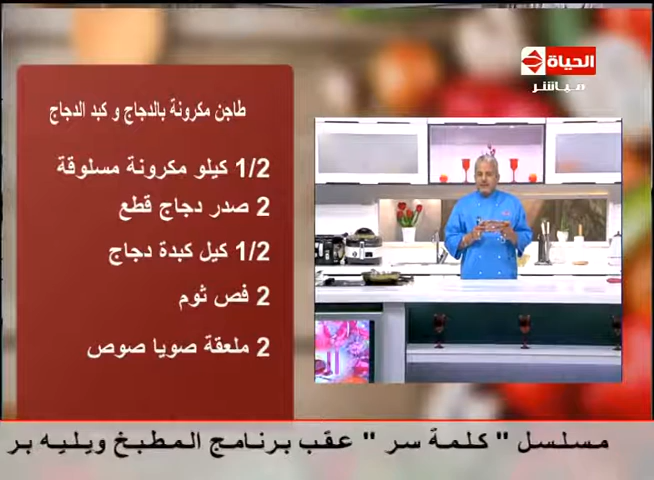 الحياة
مباشر
طاجن مكرونة بالدجاج و كبد الدجاج
1/2 كيلو مكرونة مسلوقة
2 صدر دجاج قطع
1/2 كيل كبدة دجاج
2 فص ثوم
2 ملعقة صويا صوص
مسلسل " كلمة سر " عقب برنامج المطبخ ويليه بر